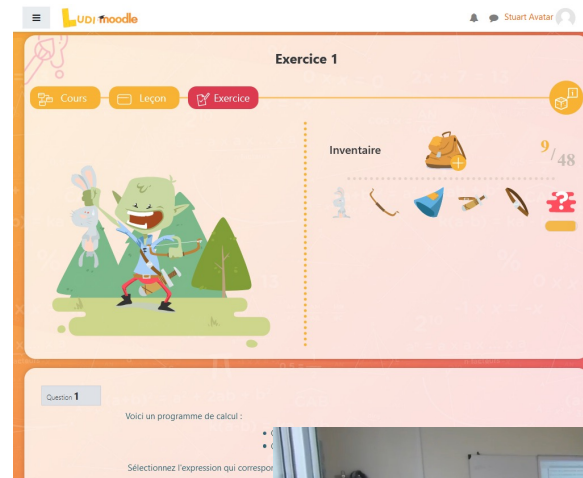 LUDI moodle
Stuart Avatar
Exercice 1
Cours
Leçon
Exercice
Inventaire
9/48
?
Question 1
Voici un programme de calcul :
Sélectionnez l'expression qui